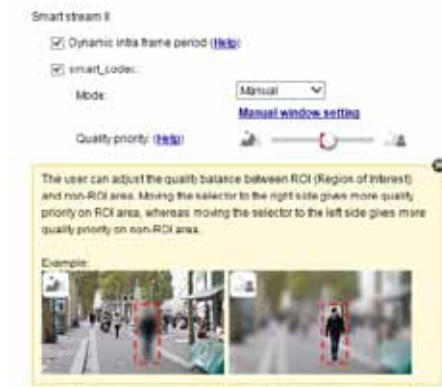 Smart stream II
Dynamic intra frame period (Help)
smart_codec:
Mode: Manual
Manual window setting
Quality priority: (Help)
The user can adjust the quality balance between ROI (Region of Interest)
and non-ROI area. Moving the selector to the right side gives more quality
priority on ROI area, whereas moving the selector to the left side gives more
quality priority on non-ROI area.
Example: